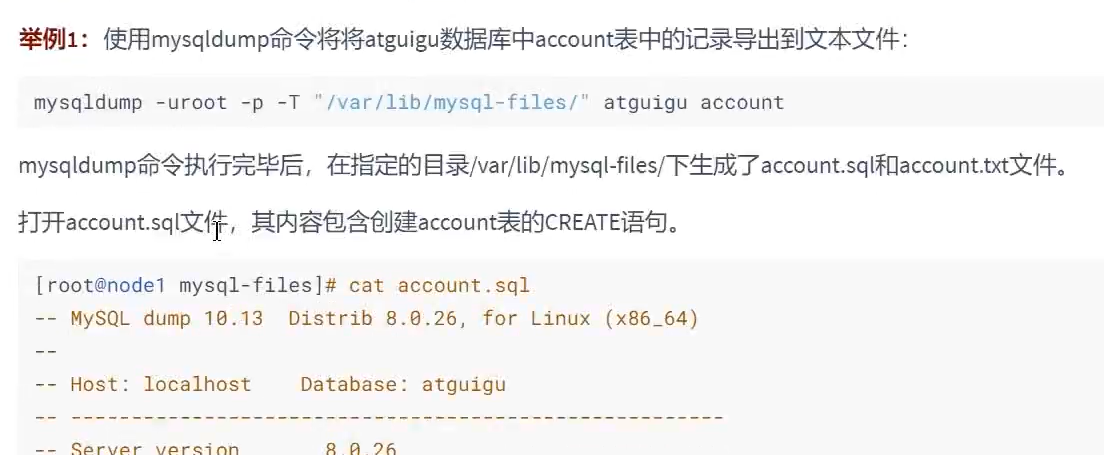 举例1：使用mysqldump命令将将atguigu数据库中account表中的记录导出到文本文件：
mysqldump -uroot -p -T "/var/lib/mysql-files/" atguigu account
mysqldump命令执行完毕后，在指定的目录/var/lib/mysql-files/下生成了account.sql和account.txt文件。
打开account.sql文件，其内容包含创建account表的CREATE语句。
[root@node1 mysql-files]# cat account.sql
-- MySQL dump 10.13  Distrib 8.0.26, for Linux (x86_64)
--
-- Host: localhost    Database: atguigu
-- ------------------------------------------------------
-- Server version       8.0.26